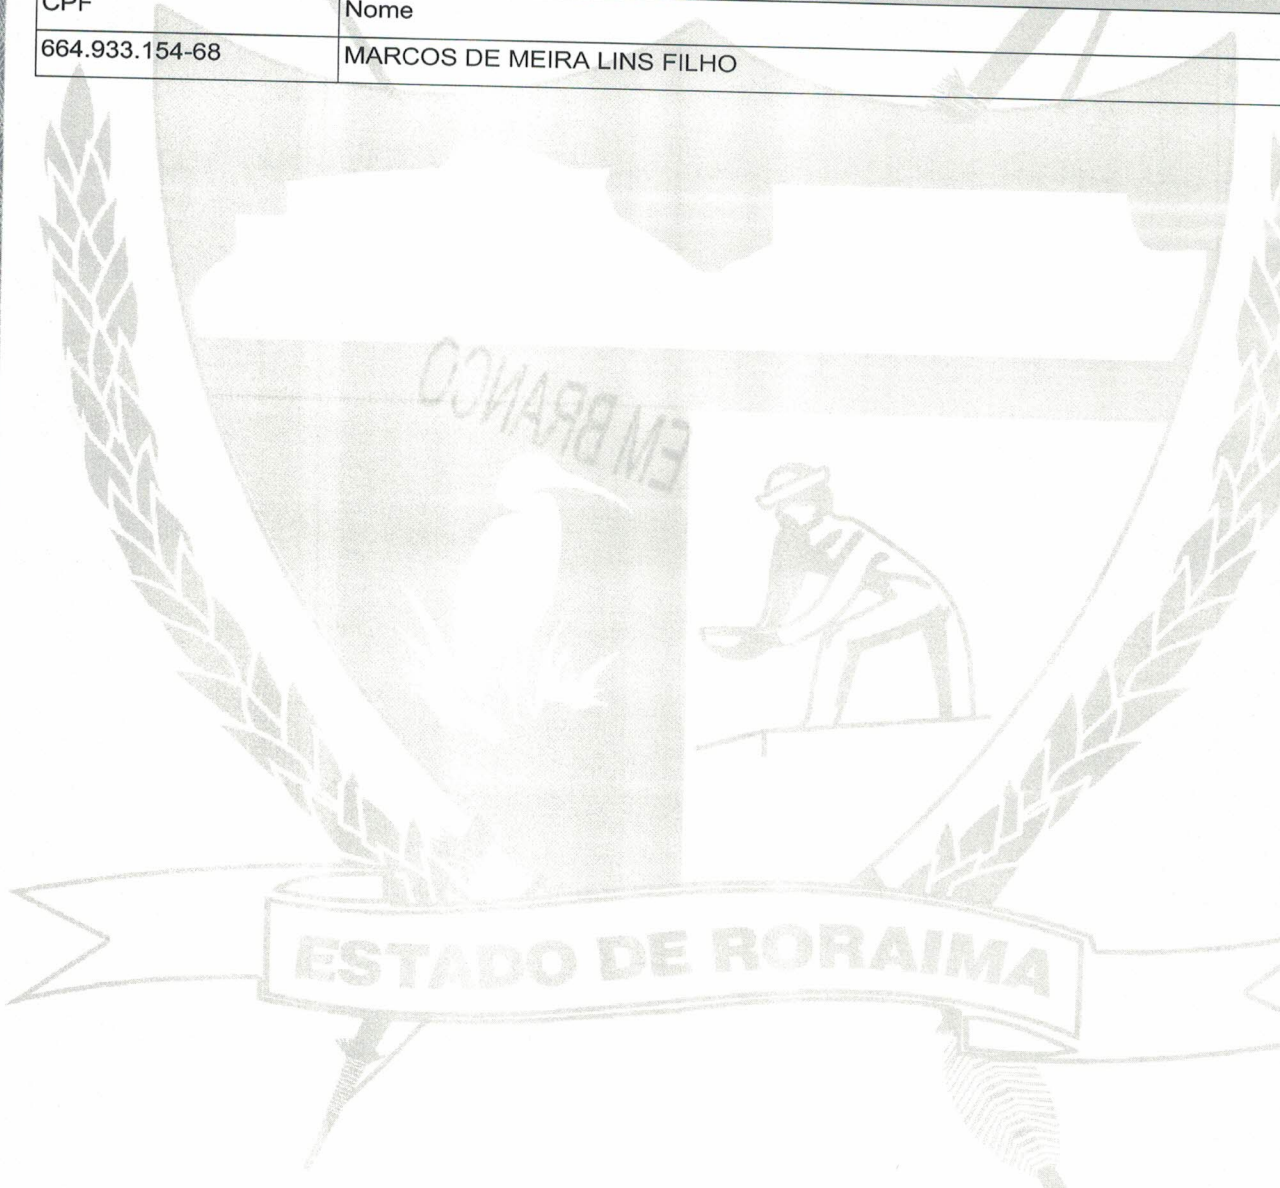 CPF Nome
664.933.154-68 MARCOS DE MEIRA LINS FILHO
EM BRANCO
ESTADO DE RORAIMA